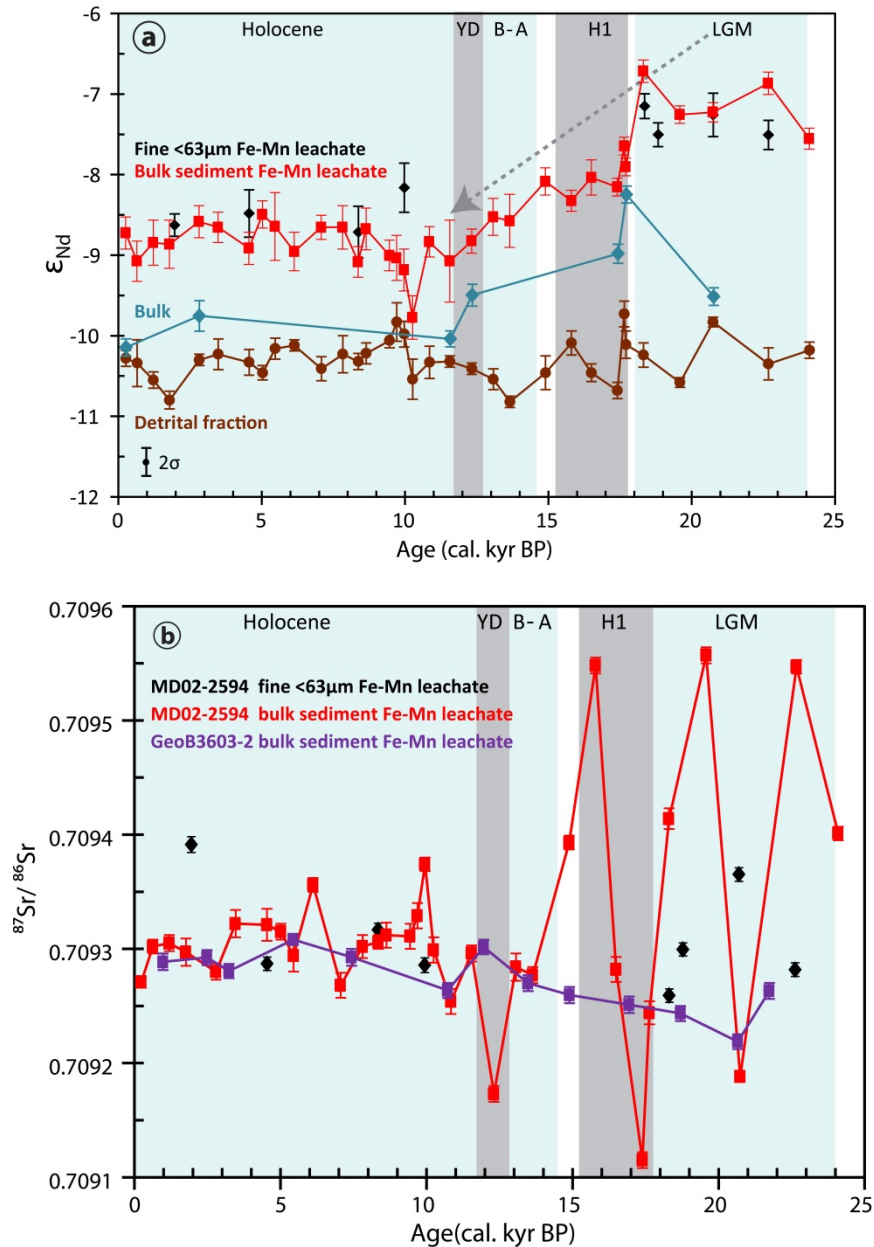 a
Holocene
YD
B-A
H1
LGM
-6
-7
-8
-9
-10
-11
-12
εNd
Fine <63µm Fe-Mn leachate
Bulk sediment Fe-Mn leachate
Bulk
Detrital fraction
2σ
0 5 10 15 20 25
Age (cal. kyr BP)
b
Holocene
YD
B-A
H1
LGM
0.7096
0.7095
0.7094
0.7093
0.7092
0.7091
87Sr/ 86Sr
MD02-2594 fine <63µm Fe-Mn leachate
MD02-2594 bulk sediment Fe-Mn leachate
GeoB3603-2 bulk sediment Fe-Mn leachate
0 5 10 15 20 25
Age(cal. kyr BP)